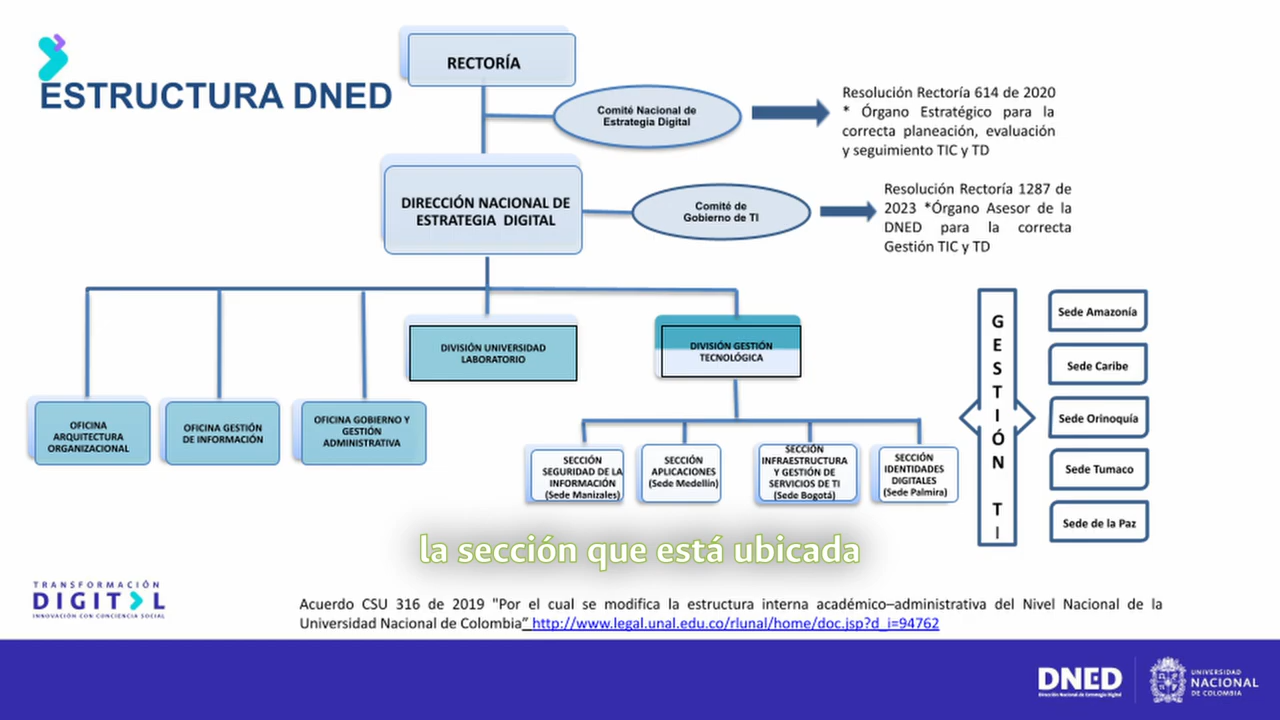 ESTRUCTURA DNED
RECTORÍA
Comité Nacional de
Estrategia Digital
Resolución Rectoría 614 de 2020
* Órgano Estratégico para la
correcta planeación, evaluación
y seguimiento TIC y TD
DIRECCIÓN NACIONAL DE
ESTRATEGIA DIGITAL
Comité de
Gobierno de TI
Resolución Rectoría 1287 de
2023 *Órgano Asesor de la
DNED para la correcta
Gestión TIC y TD
DIVISIÓN UNIVERSIDAD
LABORATORIO
DIVISIÓN GESTIÓN
TECNOLÓGICA
OFICINA
ARQUITECTURA
ORGANIZACIONAL
OFICINA GESTIÓN
DE INFORMACIÓN
OFICINA GOBIERNO Y
GESTIÓN
ADMINISTRATIVA
SECCIÓN
SEGURIDAD DE LA
INFORMACIÓN
(Sede Manizales)
SECCIÓN
APLICACIONES
(Sede Medellín)
SECCIÓN
INFRAESTRUCTURA
Y GESTIÓN DE
SERVICIOS DE TI
(Sede Bogotá)
SECCIÓN
IDENTIDADES
DIGITALES
(Sede Palmira)
GESTIÓN TI
Sede Amazonía
Sede Caribe
Sede Orinoquía
Sede Tumaco
Sede de la Paz
la sección que está ubicada
TRANSFORMACIÓN
DIGITAL
INNOVACIÓN CON CONCIENCIA SOCIAL
Acuerdo CSU 316 de 2019 "Por el cual se modifica la estructura interna académico–administrativa del Nivel Nacional de la
Universidad Nacional de Colombia” http://www.legal.unal.edu.co/rlunal/home/doc.jsp?d_i=94762
DNED
Dirección Nacional de Estrategia Digital
UNIVERSIDAD
NACIONAL
DE COLOMBIA